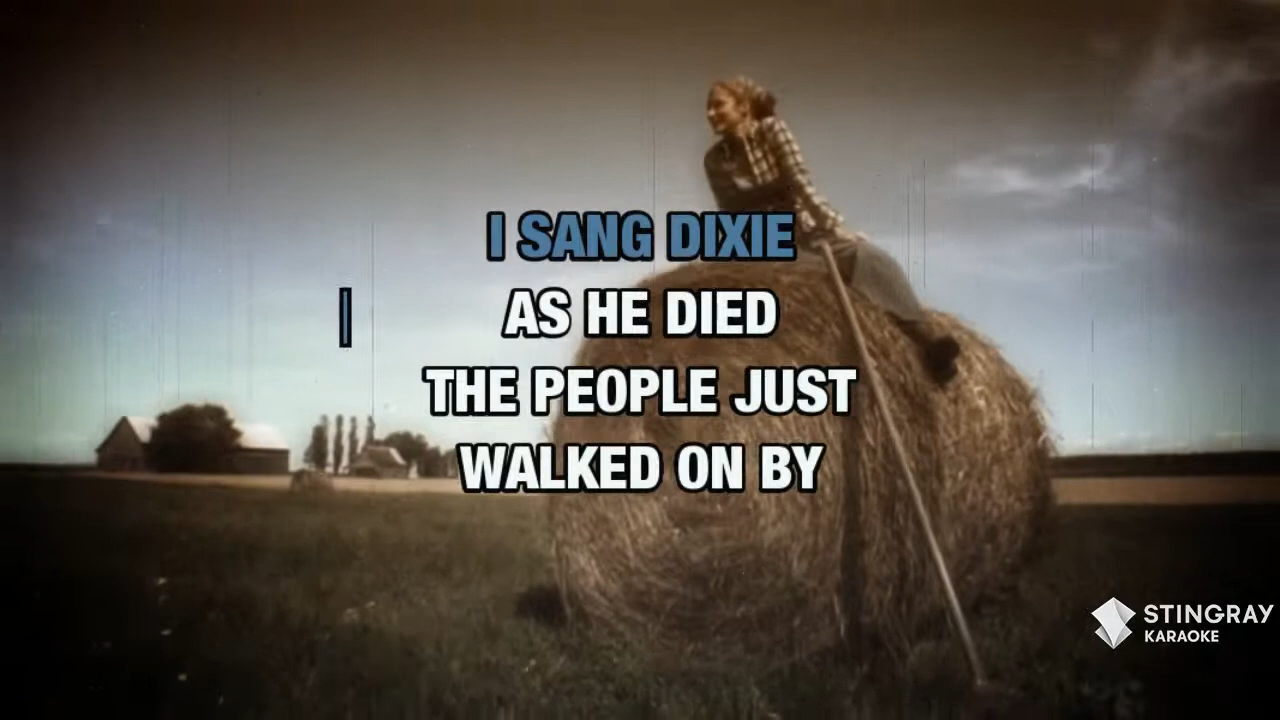 I SANG DIXIE
AS HE DIED
THE PEOPLE JUST
WALKED ON BY
STINGRAY
KARAOKE